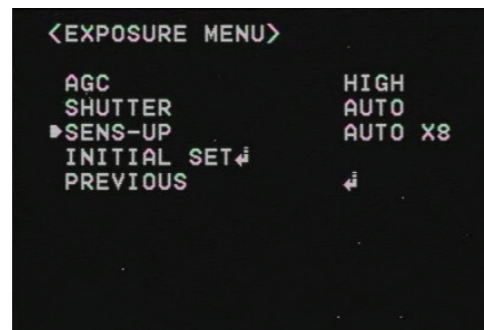 <EXPOSURE MENU>
AGC HIGH
SHUTTER AUTO
SENS-UP AUTO X8
INITIAL SET↲
PREVIOUS ↲